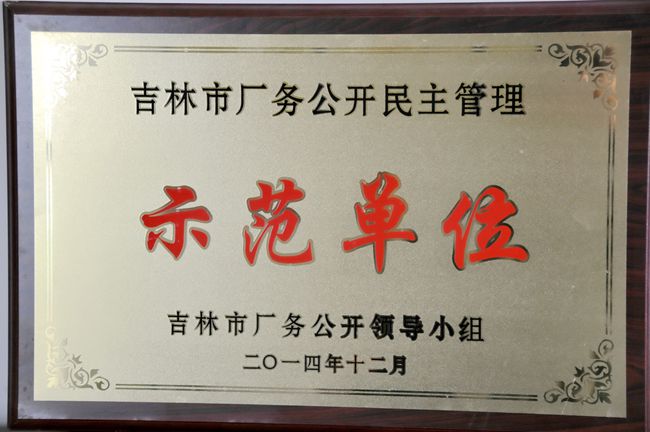 吉林市厂务公开民主管理
示范单位
吉林市厂务公开领导小组
二〇一四年十二月